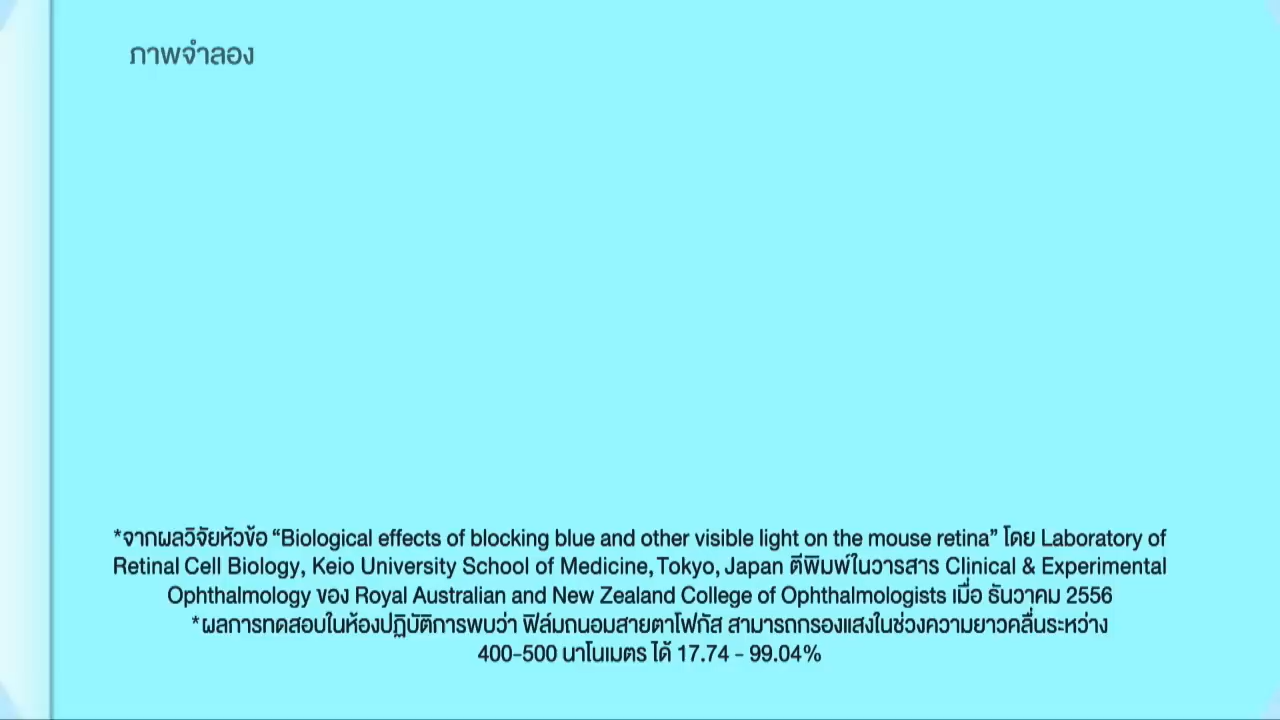 ภาพจำลอง
*จากผลวิจัยหัวข้อ “Biological effects of blocking blue and other visible light on the mouse retina” โดย Laboratory of
Retinal Cell Biology, Keio University School of Medicine, Tokyo, Japan ตีพิมพ์ในวารสาร Clinical & Experimental
Ophthalmology ของ Royal Australian and New Zealand College of Ophthalmologists เมื่อ ธันวาคม 2556
*ผลการทดสอบในห้องปฏิบัติการพบว่า ฟิล์มถนอมสายตาโฟกัส สามารถกรองแสงในช่วงความยาวคลื่นระหว่าง
400-500 นาโนเมตร ได้ 17.74 - 99.04%